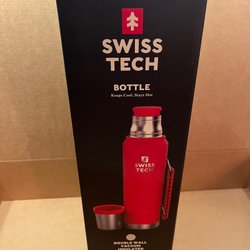 SWISS
TECH
BOTTLE
Keeps Cool, Stays Hot
SWISS
TECH
DOUBLE WALL
VACUUM